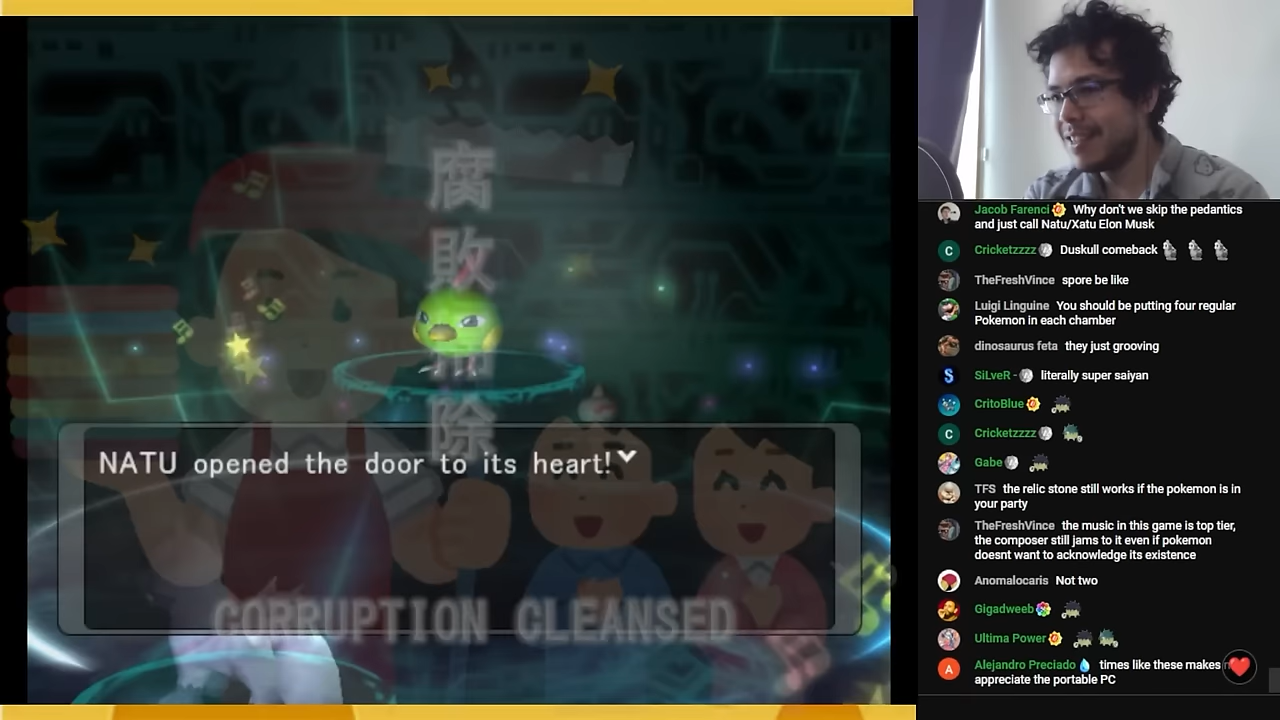 腐
敗
除
NATU opened the door to its heart!
CORRUPTION CLEANSED
Jacob Farenci Why don't we skip the pedantics
and just call Natu/Xatu Elon Musk
C Cricketzzzz Duskull comeback
TheFreshVince spore be like
Luigi Linguine You should be putting four regular
Pokemon in each chamber
dinosaurus feta they just grooving
S SiLveR - literally super saiyan
CritoBlue
C Cricketzzzz
Gabe
TFS the relic stone still works if the pokemon is in
your party
TheFreshVince the music in this game is top tier,
the composer still jams to it even if pokemon
doesnt want to acknowledge its existence
Anomalocaris Not two
Gigadweeb
Ultima Power
A Alejandro Preciado times like these makes
appreciate the portable PC